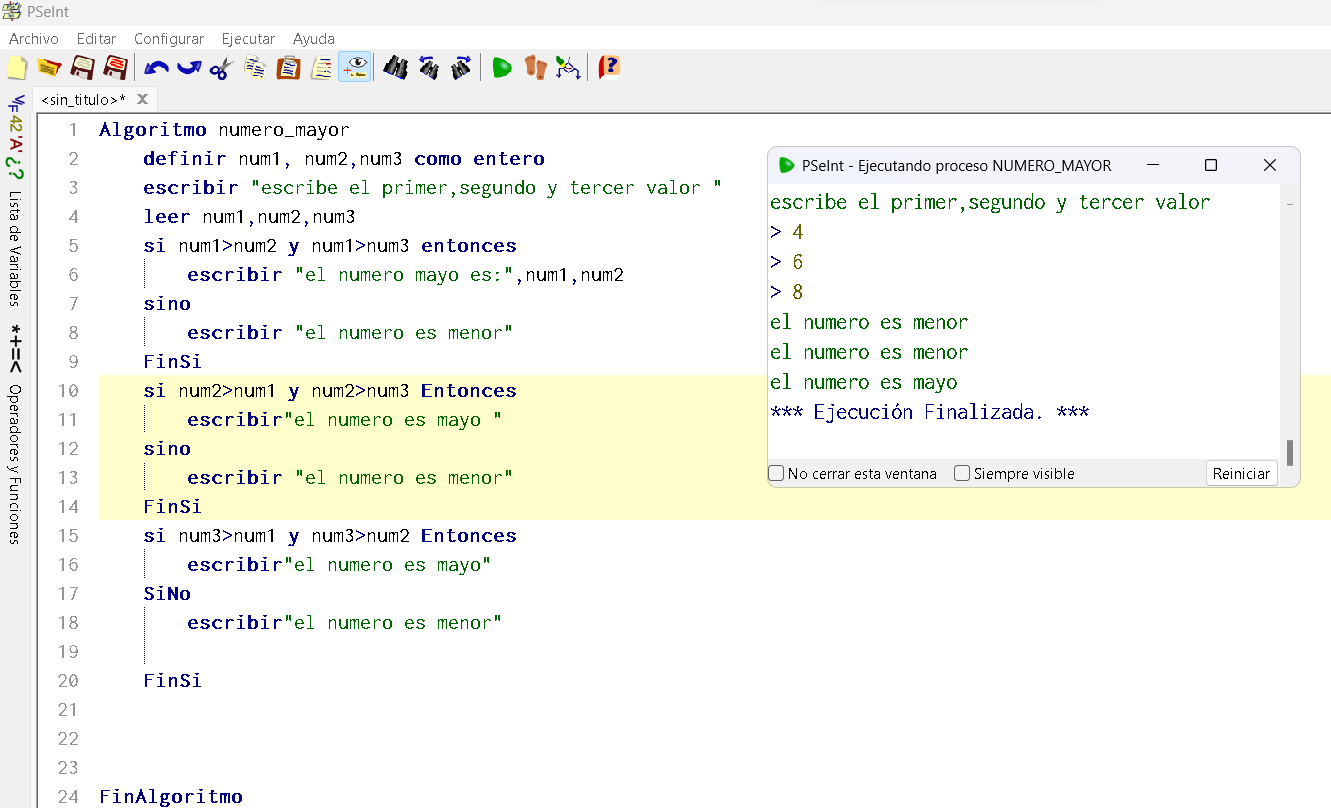 PSeInt
Archivo Editar Configurar Ejecutar Ayuda
<sin_titulo>* X
VF 42 'A' ¿?
Lista de Variables
*+=<
Operadores y Funciones
1 Algoritmo numero_mayor
2 definir num1, num2,num3 como entero
3 escribir "escribe el primer,segundo y tercer valor "
4 leer num1,num2,num3
5 si num1>num2 y num1>num3 entonces
6 escribir "el numero mayo es:",num1,num2
7 sino
8 escribir "el numero es menor"
9 FinSi
10 si num2>num1 y num2>num3 Entonces
11 escribir"el numero es mayo "
12 sino
13 escribir "el numero es menor"
14 FinSi
15 si num3>num1 y num3>num2 Entonces
16 escribir"el numero es mayo"
17 SiNo
18 escribir"el numero es menor"
19
20 FinSi
21
22
23
24 FinAlgoritmo
PSeInt - Ejecutando proceso NUMERO_MAYOR
escribe el primer,segundo y tercer valor
> 4
> 6
> 8
el numero es menor
el numero es menor
el numero es mayo
*** Ejecución Finalizada. ***
No cerrar esta ventana Siempre visible Reiniciar